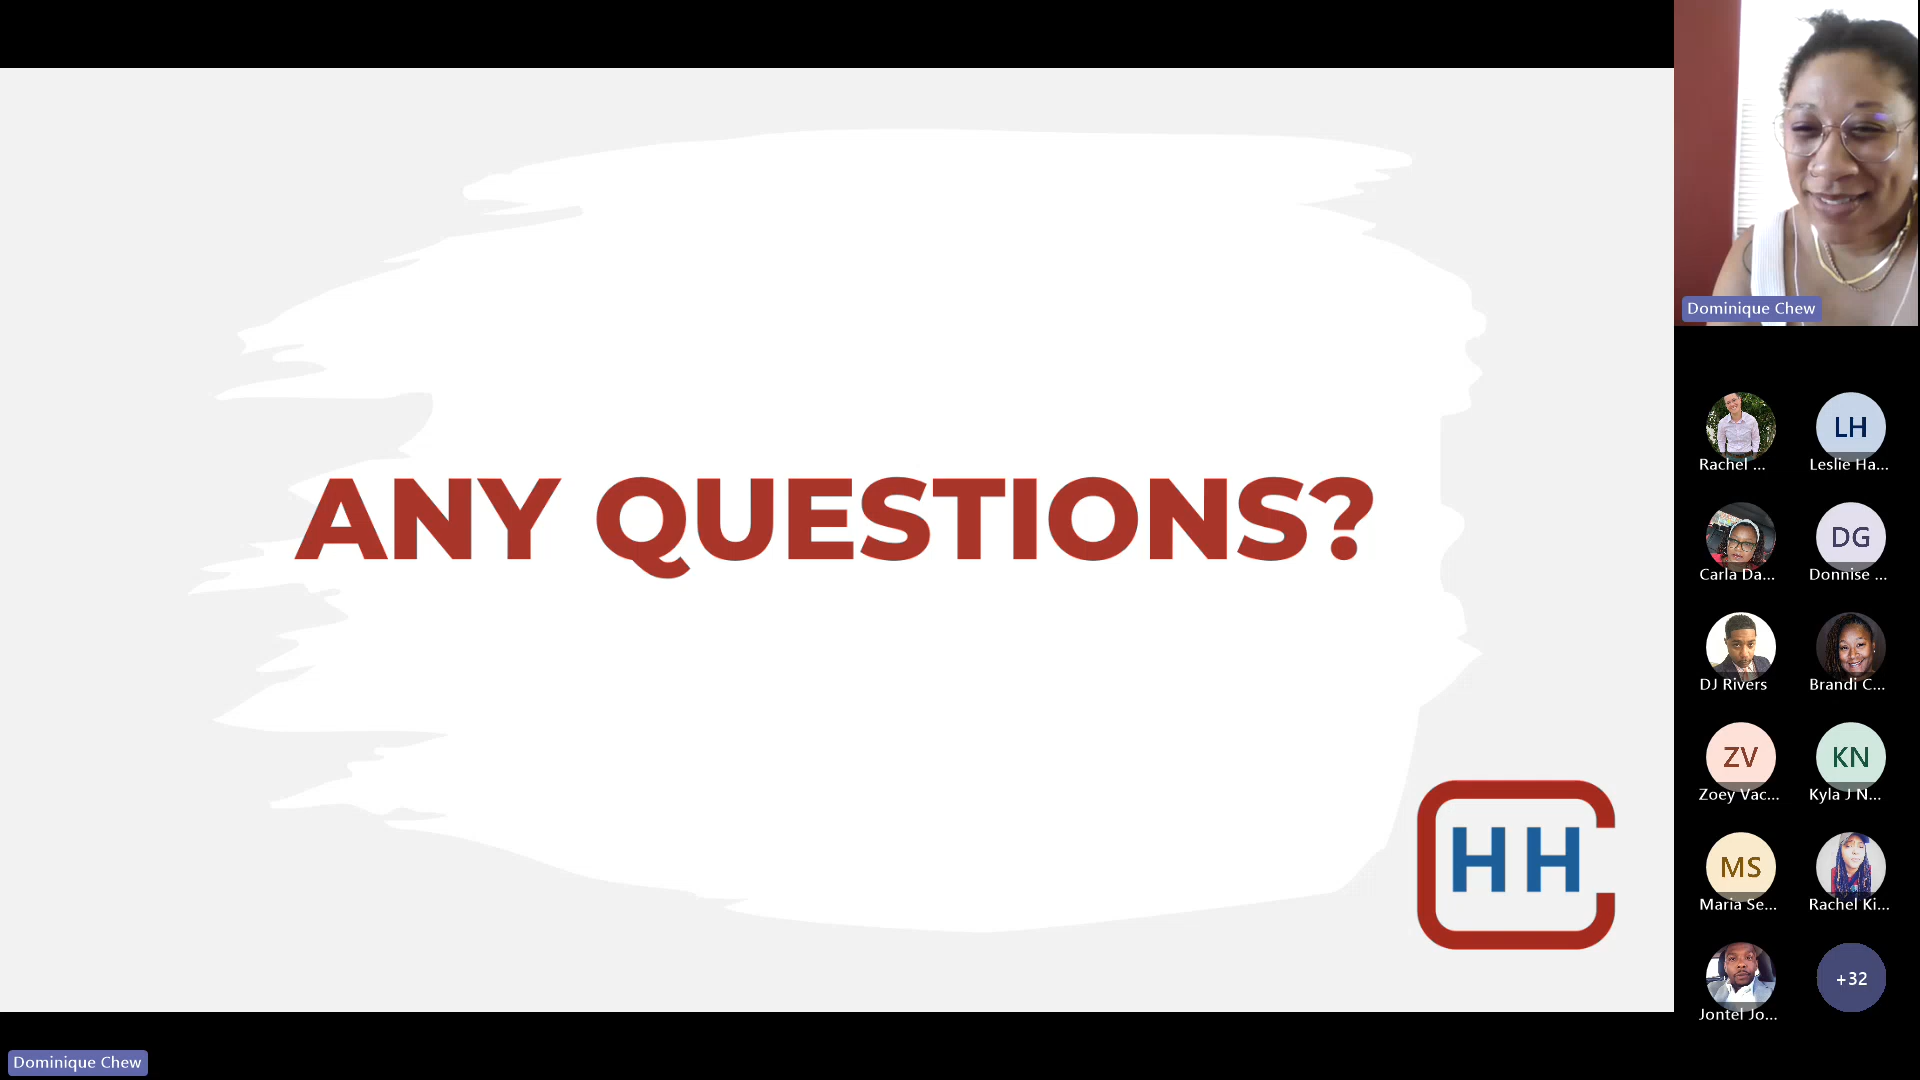 ANY QUESTIONS?
HH
Dominique Chew
Dominique Chew
Rachel ...
LH
Leslie Ha...
Carla Da...
DG
Donnise ...
DJ Rivers
Brandi C...
ZV
Zoey Vac...
KN
Kyla J N...
MS
Maria Se...
Rachel Ki...
Jontel Jo...
+32